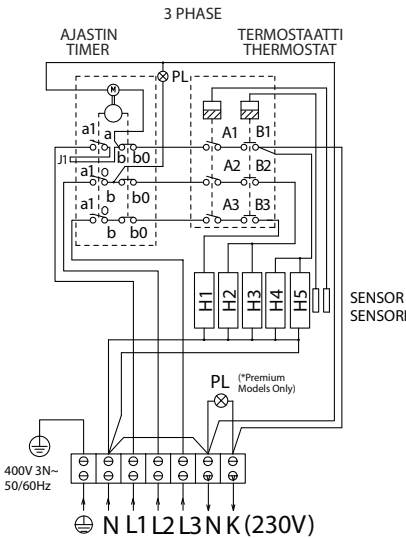 3 PHASE
AJASTIN
TIMER
TERMOSTAATTI
THERMOSTAT
PL
M
a1 a A1 B1
J1 b b0
a1 A2 B2
b b0
a1 A3 B3
b b0
H1 H2 H3 H4 H5
SENSOR
SENSORI
PL (*Premium
Models Only)
400V 3N~
50/60Hz
N L1 L2 L3 N K (230V)